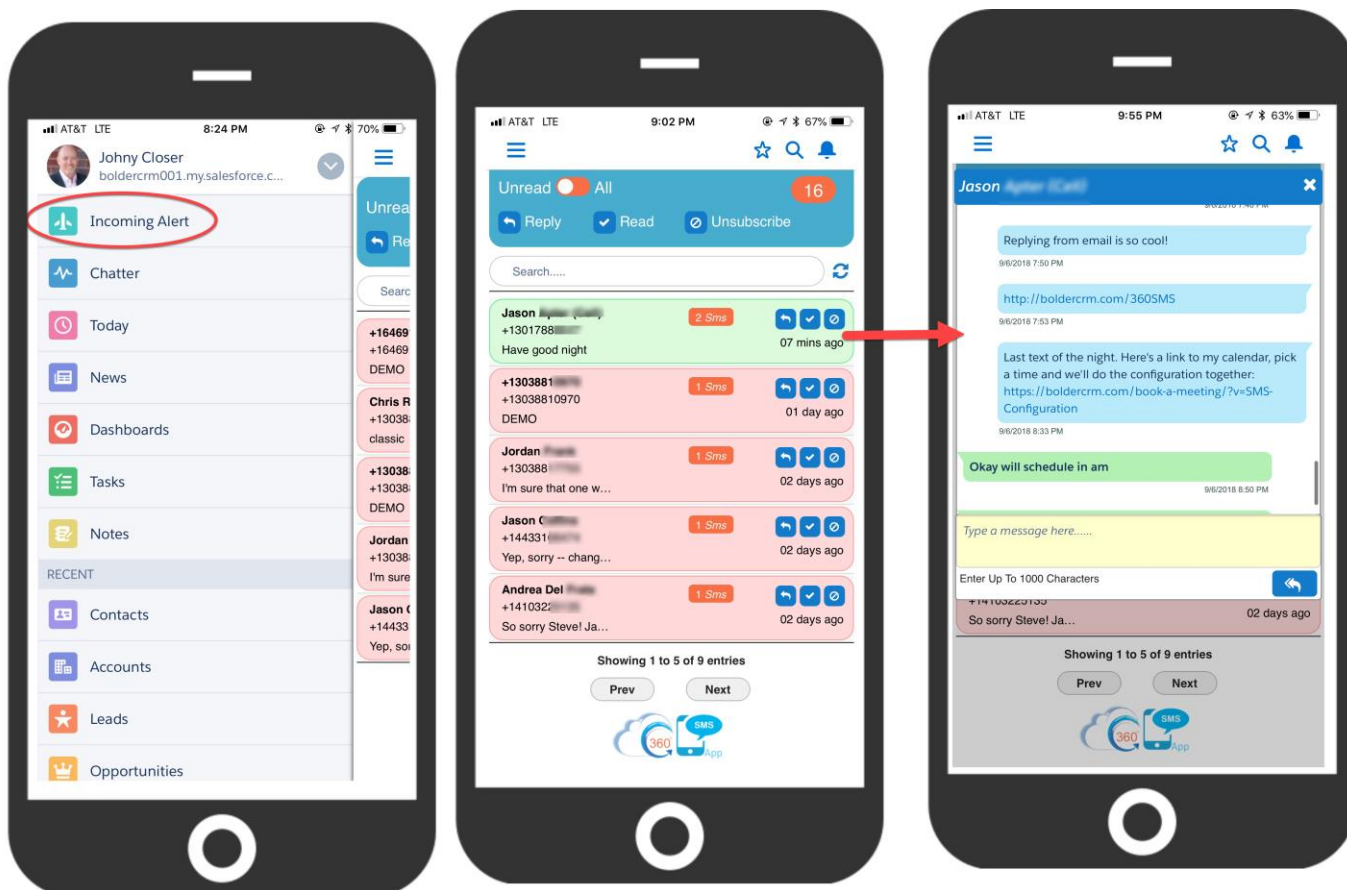 AT&T LTE 8:24 PM 70%
Johny Closer
boldercrm001.my.salesforce.c...
Incoming Alert
Chatter
Today
News
Dashboards
Tasks
Notes
RECENT
Contacts
Accounts
Leads
Opportunities
Unrea
Re
Searc
+16469
+16469
DEMO
Chris R
+13038
classic
+13038
+13038
DEMO
Jordan
+13038
I'm sure
Jason C
+14433
Yep, sor
AT&T LTE 9:02 PM 67%
Unread All 16
Reply Read Unsubscribe
Search.....
Jason 2 Sms
+1301788
Have good night 07 mins ago
+1303881 1 Sms
+13038810970
DEMO 01 day ago
Jordan 1 Sms
+130388
I'm sure that one w... 02 days ago
Jason 1 Sms
+144331
Yep, sorry -- chang... 02 days ago
Andrea Del 1 Sms
+1410322
So sorry Steve! Ja... 02 days ago
Showing 1 to 5 of 9 entries
Prev Next
360 SMS
App
AT&T LTE 9:55 PM 63%
Jason
Replying from email is so cool!
9/6/2018 7:50 PM
http://boldercrm.com/360SMS
9/6/2018 7:53 PM
Last text of the night. Here's a link to my calendar, pick
a time and we'll do the configuration together:
https://boldercrm.com/book-a-meeting/?v=SMS-
Configuration
9/6/2018 8:33 PM
Okay will schedule in am
9/6/2018 8:50 PM
Type a message here......
Enter Up To 1000 Characters
+14103225135
So sorry Steve! Ja... 02 days ago
Showing 1 to 5 of 9 entries
Prev Next
360 SMS
App